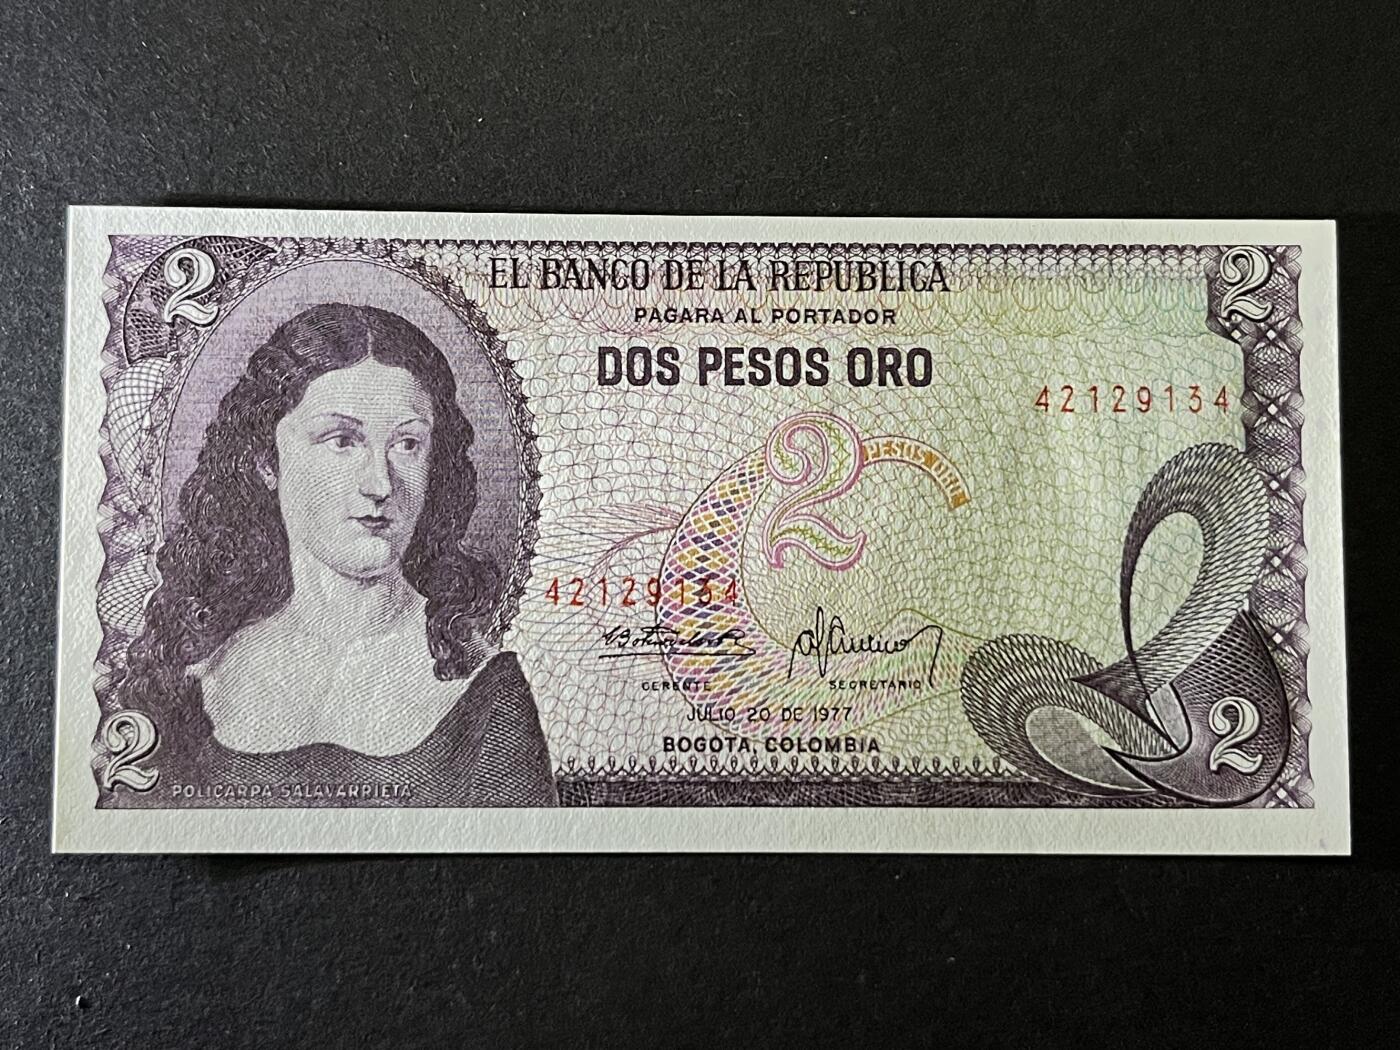 2
2
EL BANCO DE LA REPUBLICA
PAGARA AL PORTADOR
DOS PESOS ORO
42129134
2
PESOS ORO
42129134
GERENTE
SECRETARIO
JULIO 20 DE 1977
BOGOTA, COLOMBIA
2
2
POLICARPA SALAVARRIETA